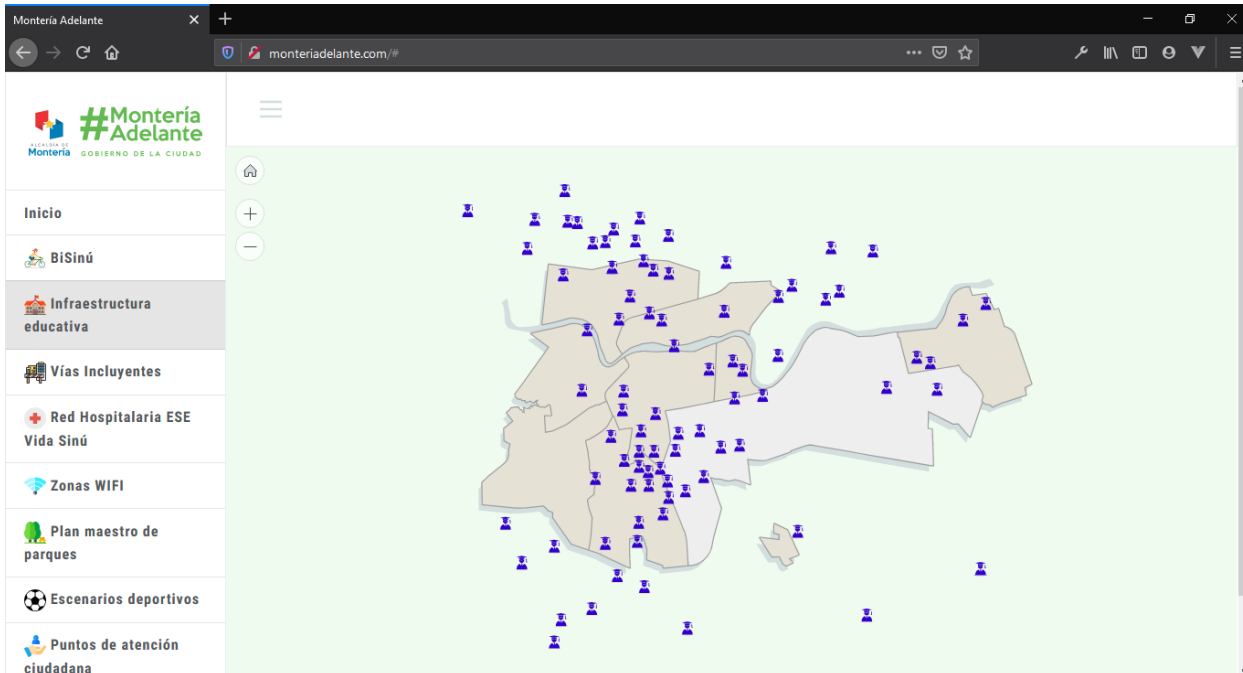 Montería Adelante
monteriadelante.com/#
#Montería
Adelante
ALCALDÍA DE
Montería
GOBIERNO DE LA CIUDAD
Inicio
BiSinú
Infraestructura
educativa
Vías Incluyentes
Red Hospitalaria ESE
Vida Sinú
Zonas WIFI
Plan maestro de
parques
Escenarios deportivos
Puntos de atención
ciudadana